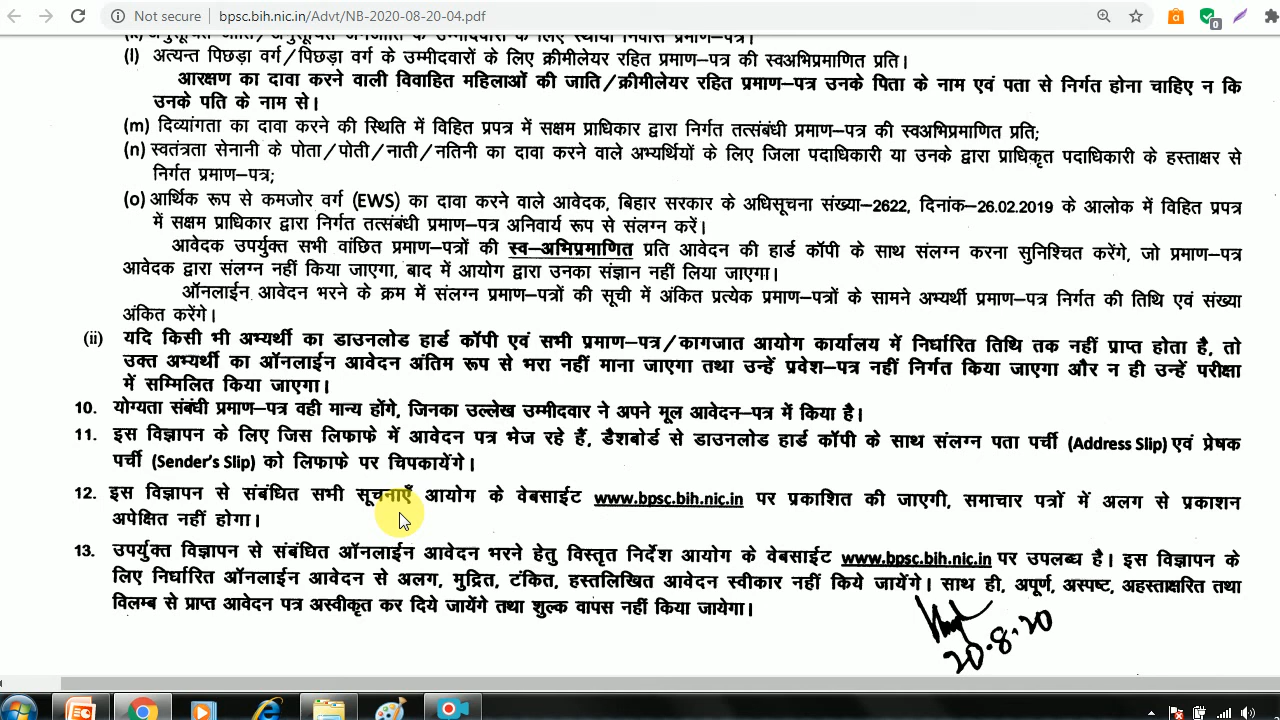 Not secure | bpsc.bih.nic.in/Advt/NB-2020-08-20-04.pdf
(l) अत्यन्त पिछड़ा वर्ग/पिछड़ा वर्ग के उम्मीदवारों के लिए क्रीमीलेयर रहित प्रमाण–पत्र की स्वअभिप्रमाणित प्रति।
आरक्षण का दावा करने वाली विवाहित महिलाओं की जाति/क्रीमीलेयर रहित प्रमाण–पत्र उनके पिता के नाम एवं पता से निर्गत होना चाहिए न कि
उनके पति के नाम से।
(m) दिव्यांगता का दावा करने की स्थिति में विहित प्रपत्र में सक्षम प्राधिकार द्वारा निर्गत तत्संबंधी प्रमाण–पत्र की स्वअभिप्रमाणित प्रति;
(n) स्वतंत्रता सेनानी के पोता/पोती/नाती/नतिनी का दावा करने वाले अभ्यर्थियों के लिए जिला पदाधिकारी या उनके द्वारा प्राधिकृत पदाधिकारी के हस्ताक्षर से
निर्गत प्रमाण–पत्र;
(o) आर्थिक रूप से कमजोर वर्ग (EWS) का दावा करने वाले आवेदक, बिहार सरकार के अधिसूचना संख्या–2622, दिनांक–26.02.2019 के आलोक में विहित प्रपत्र
में सक्षम प्राधिकार द्वारा निर्गत तत्संबंधी प्रमाण–पत्र अनिवार्य रूप से संलग्न करें।
आवेदक उपर्युक्त सभी वांछित प्रमाण–पत्रों की स्व–अभिप्रमाणित प्रति आवेदन की हार्ड कॉपी के साथ संलग्न करना सुनिश्चित करेंगे, जो प्रमाण–पत्र
आवेदक द्वारा संलग्न नहीं किया जाएगा, बाद में आयोग द्वारा उनका संज्ञान नहीं लिया जाएगा।
ऑनलाईन आवेदन भरने के क्रम में संलग्न प्रमाण–पत्रों की सूची में अंकित प्रत्येक प्रमाण–पत्रों के सामने अभ्यर्थी प्रमाण–पत्र निर्गत की तिथि एवं संख्या
अंकित करेंगे।
(ii) यदि किसी भी अभ्यर्थी का डाउनलोड हार्ड कॉपी एवं सभी प्रमाण–पत्र/कागजात आयोग कार्यालय में निर्धारित तिथि तक नहीं प्राप्त होता है, तो
उक्त अभ्यर्थी का ऑनलाईन आवेदन अंतिम रूप से भरा नहीं माना जाएगा तथा उन्हें प्रवेश–पत्र नहीं निर्गत किया जाएगा और न ही उन्हें परीक्षा
में सम्मिलित किया जाएगा।
10. योग्यता संबंधी प्रमाण–पत्र वही मान्य होंगे, जिनका उल्लेख उम्मीदवार ने अपने मूल आवेदन–पत्र में किया है।
11. इस विज्ञापन के लिए जिस लिफाफे में आवेदन पत्र भेज रहे हैं, डैशबोर्ड से डाउनलोड हार्ड कॉपी के साथ संलग्न पता पर्ची (Address Slip) एवं प्रेषक
पर्ची (Sender's Slip) को लिफाफे पर चिपकायेंगे।
12. इस विज्ञापन से संबंधित सभी सूचनाएँ आयोग के वेबसाईट www.bpsc.bih.nic.in पर प्रकाशित की जाएगी, समाचार पत्रों में अलग से प्रकाशन
अपेक्षित नहीं होगा।
13. उपर्युक्त विज्ञापन से संबंधित ऑनलाईन आवेदन भरने हेतु विस्तृत निर्देश आयोग के वेबसाईट www.bpsc.bih.nic.in पर उपलब्ध है। इस विज्ञापन के
लिए निर्धारित ऑनलाईन आवेदन से अलग, मुद्रित, टंकित, हस्तलिखित आवेदन स्वीकार नहीं किये जायेंगे। साथ ही, अपूर्ण, अस्पष्ट, अहस्ताक्षरित तथा
विलम्ब से प्राप्त आवेदन पत्र अस्वीकृत कर दिये जायेंगे तथा शुल्क वापस नहीं किया जायेगा।
20.8.20